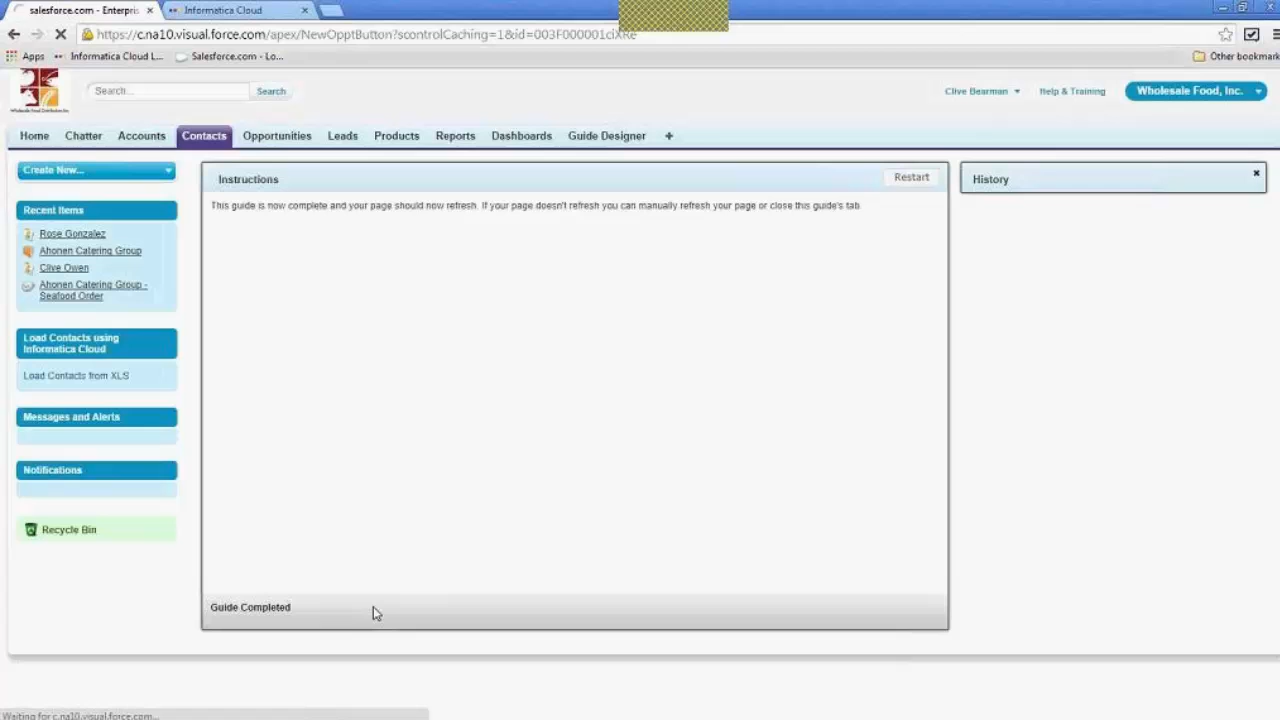 salesforce.com - Enterpris
Informatica Cloud
https://c.na10.visual.force.com/apex/NewOpptButton?scontrolCaching=1&id=003F000001ciXRe
Apps
Informatica Cloud L...
Salesforce.com - Lo...
Other bookmark
Search...
Search
Clive Bearman
Help & Training
Wholesale Food, Inc.
Home
Chatter
Accounts
Contacts
Opportunities
Leads
Products
Reports
Dashboards
Guide Designer
+
Create New...
Recent Items
Rose Gonzalez
Ahonen Catering Group
Clive Owen
Ahonen Catering Group -
Seafood Order
Load Contacts using
Informatica Cloud
Load Contacts from XLS
Messages and Alerts
Notifications
Recycle Bin
Instructions
Restart
This guide is now complete and your page should now refresh. If your page doesn't refresh you can manually refresh your page or close this guide's tab
Guide Completed
History
Waiting for c.na10.visual.force.com...